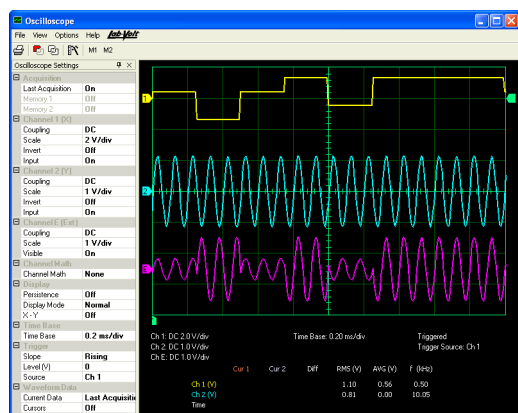 Oscilloscope
File View Options Help Lab-Volt
M1 M2
Oscilloscope Settings
Acquisition
Last Acquisition On
Memory 1 Off
Memory 2 Off
Channel 1 (X)
Coupling DC
Scale 2 V/div
Invert Off
Input On
Channel 2 (Y)
Coupling DC
Scale 1 V/div
Invert Off
Input On
Channel E (Ext)
Coupling DC
Scale 1 V/div
Visible On
Channel Math
Channel Math None
Display
Persistence Off
Display Mode Normal
X - Y Off
Time Base
Time Base 0.2 ms/div
Trigger
Slope Rising
Level (V) 0
Source Ch 1
Waveform Data
Current Data Last Acquisiti
Cursors Off
1
2
E
Ch 1: DC 2.0 V/div Time Base: 0.20 ms/div Triggered
Ch 2: DC 1.0 V/div Trigger Source: Ch 1
Ch E: DC 1.0 V/div
Cur 1 Cur 2 Diff RMS (V) AVG (V) f (kHz)
Ch 1 (V) 1.10 0.56 0.50
Ch 2 (V) 0.81 0.00 10.05
Time